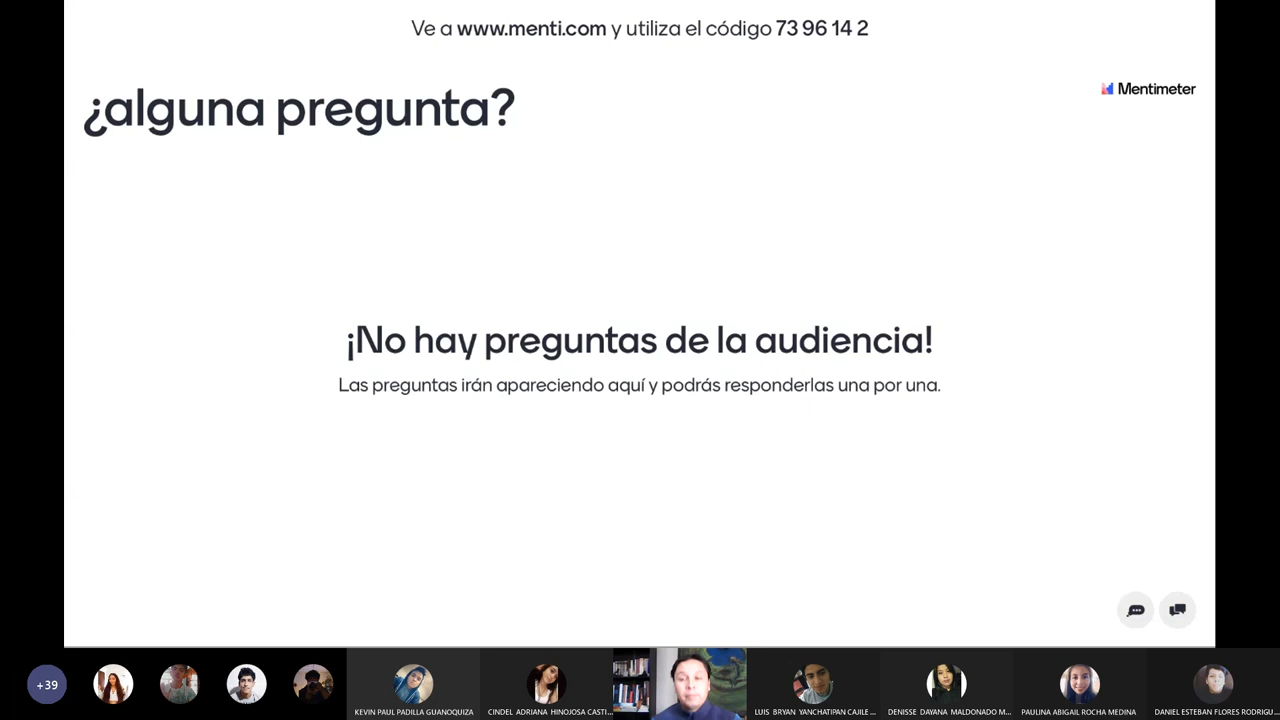 Ve a www.menti.com y utiliza el código 73 96 14 2
Mentimeter
¿alguna pregunta?
¡No hay preguntas de la audiencia!
Las preguntas irán apareciendo aquí y podrás responderlas una por una.
+39
KEVIN PAUL PADILLA GUANOQUIZA
CINDEL ADRIANA HINOJOSA CASTI...
LUIS BRYAN YANCHATIPAN CAJILE...
DENISSE DAYANA MALDONADO M...
PAULINA ABIGAIL ROCHA MEDINA
DANIEL ESTEBAN FLORES RODRIGU